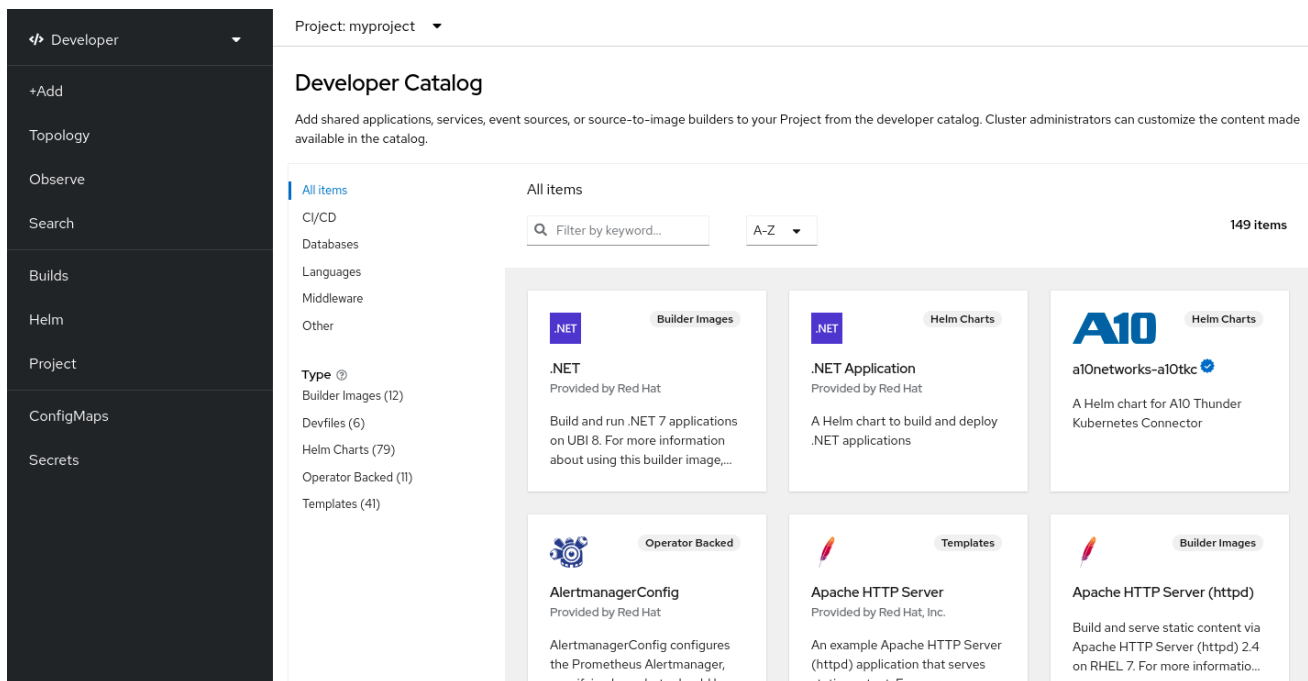 </> Developer
+Add
Topology
Observe
Search
Builds
Helm
Project
ConfigMaps
Secrets
Project: myproject
Developer Catalog
Add shared applications, services, event sources, or source-to-image builders to your Project from the developer catalog. Cluster administrators can customize the content made
available in the catalog.
All items
CI/CD
Databases
Languages
Middleware
Other
Type
Builder Images (12)
Devfiles (6)
Helm Charts (79)
Operator Backed (11)
Templates (41)
All items
Filter by keyword...
A-Z
149 items
.NET
Builder Images
.NET
Provided by Red Hat
Build and run .NET 7 applications
on UBI 8. For more information
about using this builder image,...
.NET
Helm Charts
.NET Application
Provided by Red Hat
A Helm chart to build and deploy
.NET applications
A10
Helm Charts
a10networks-a10tkc
A Helm chart for A10 Thunder
Kubernetes Connector
Operator Backed
AlertmanagerConfig
Provided by Red Hat
AlertmanagerConfig configures
the Prometheus Alertmanager,
Templates
Apache HTTP Server
Provided by Red Hat, Inc.
An example Apache HTTP Server
(httpd) application that serves
Builder Images
Apache HTTP Server (httpd)
Build and serve static content via
Apache HTTP Server (httpd) 2.4
on RHEL 7. For more informatio...